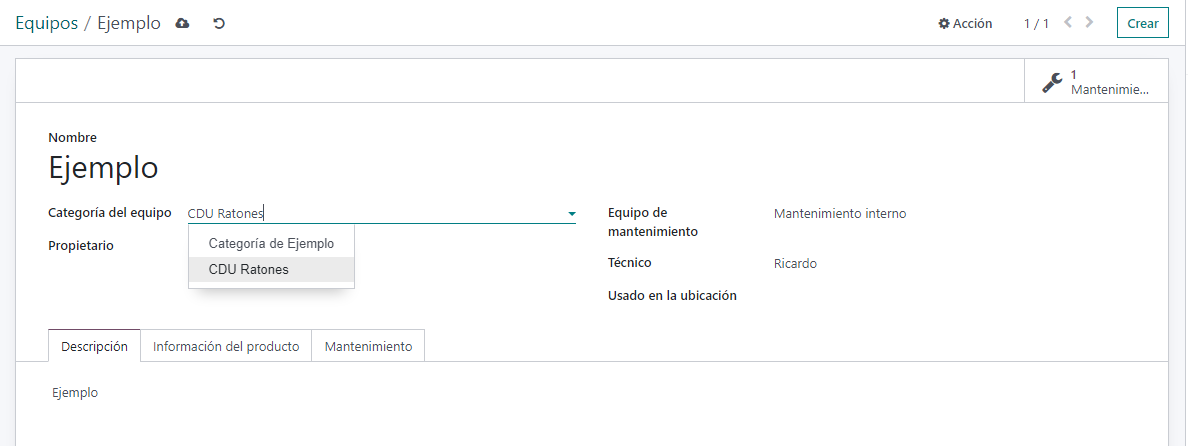 Equipos / Ejemplo
Acción
1 / 1
Crear
1
Mantenimie...
Nombre
Ejemplo
Categoría del equipo
CDU Ratones
Categoría de Ejemplo
CDU Ratones
Propietario
Equipo de
mantenimiento
Mantenimiento interno
Técnico
Ricardo
Usado en la ubicación
Descripción
Información del producto
Mantenimiento
Ejemplo